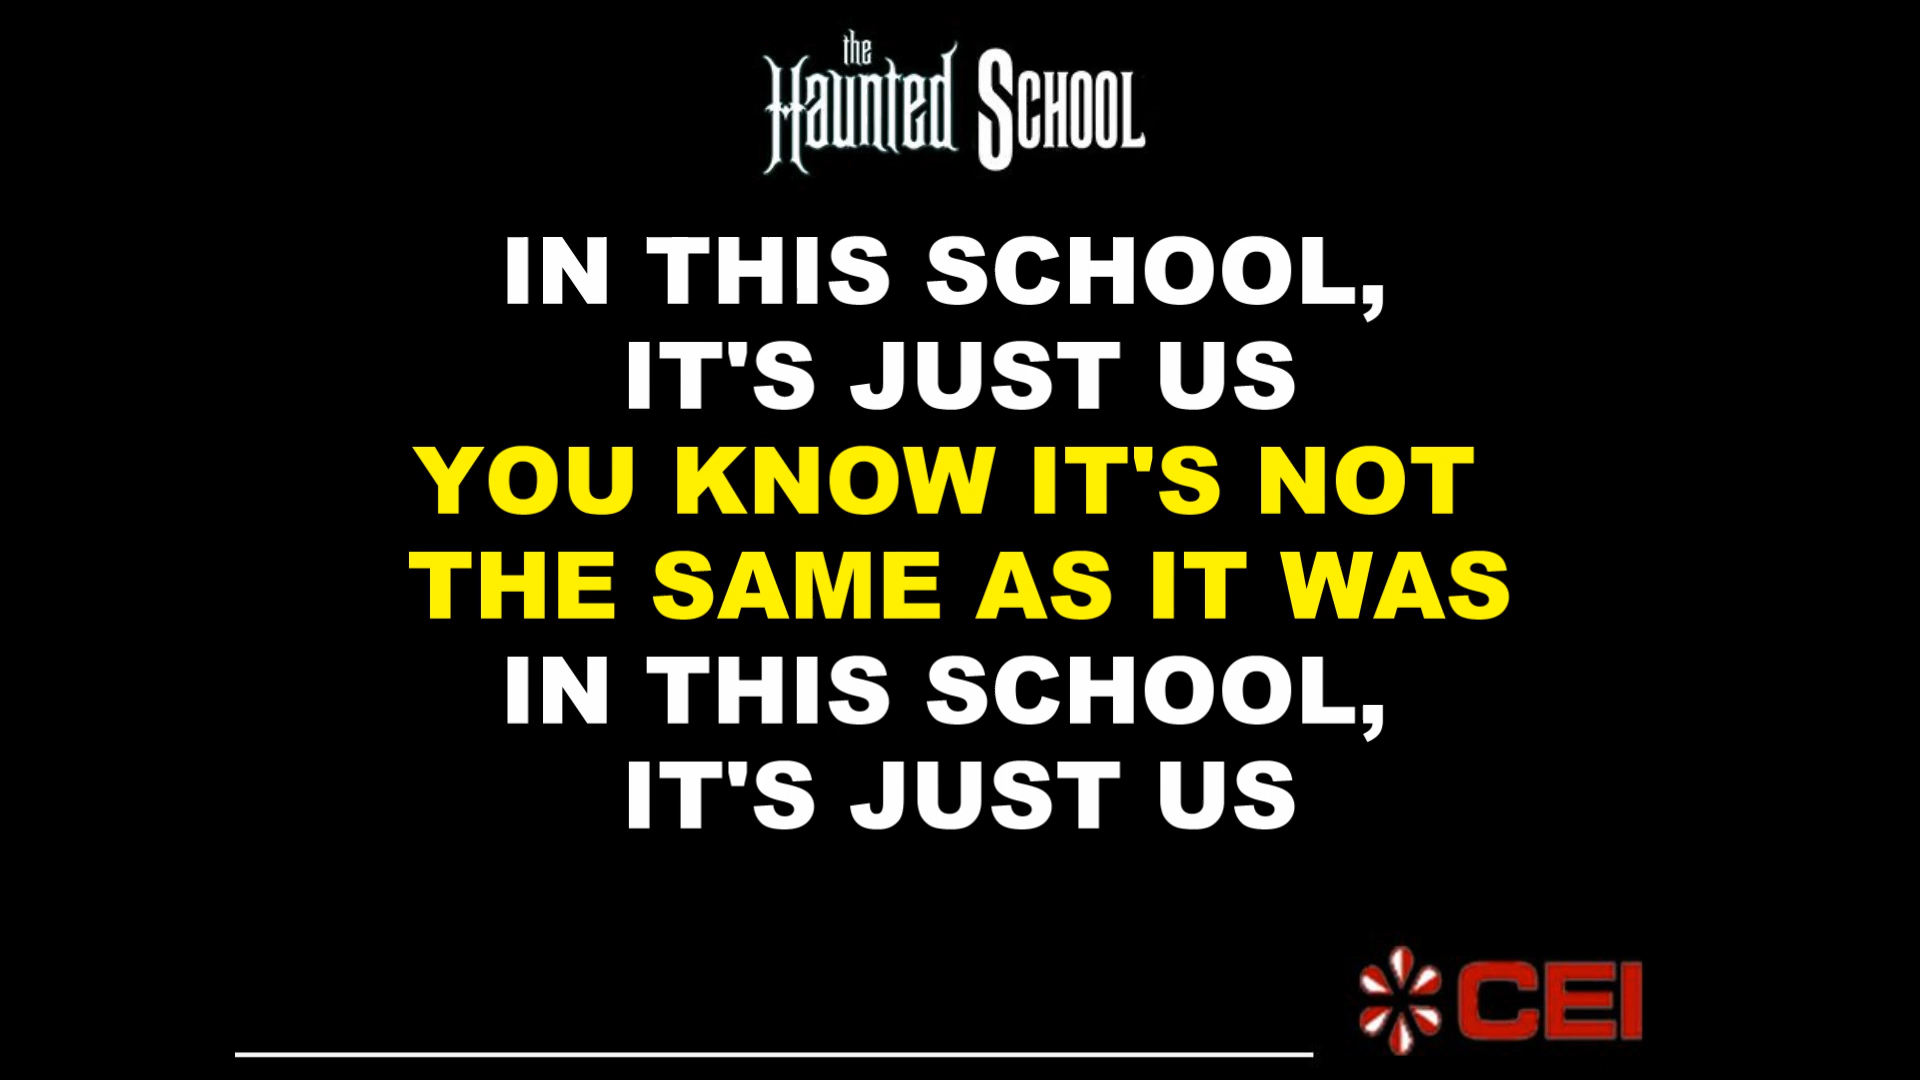 the
Haunted School
IN THIS SCHOOL,
IT'S JUST US
YOU KNOW IT'S NOT
THE SAME AS IT WAS
IN THIS SCHOOL,
IT'S JUST US
CEI